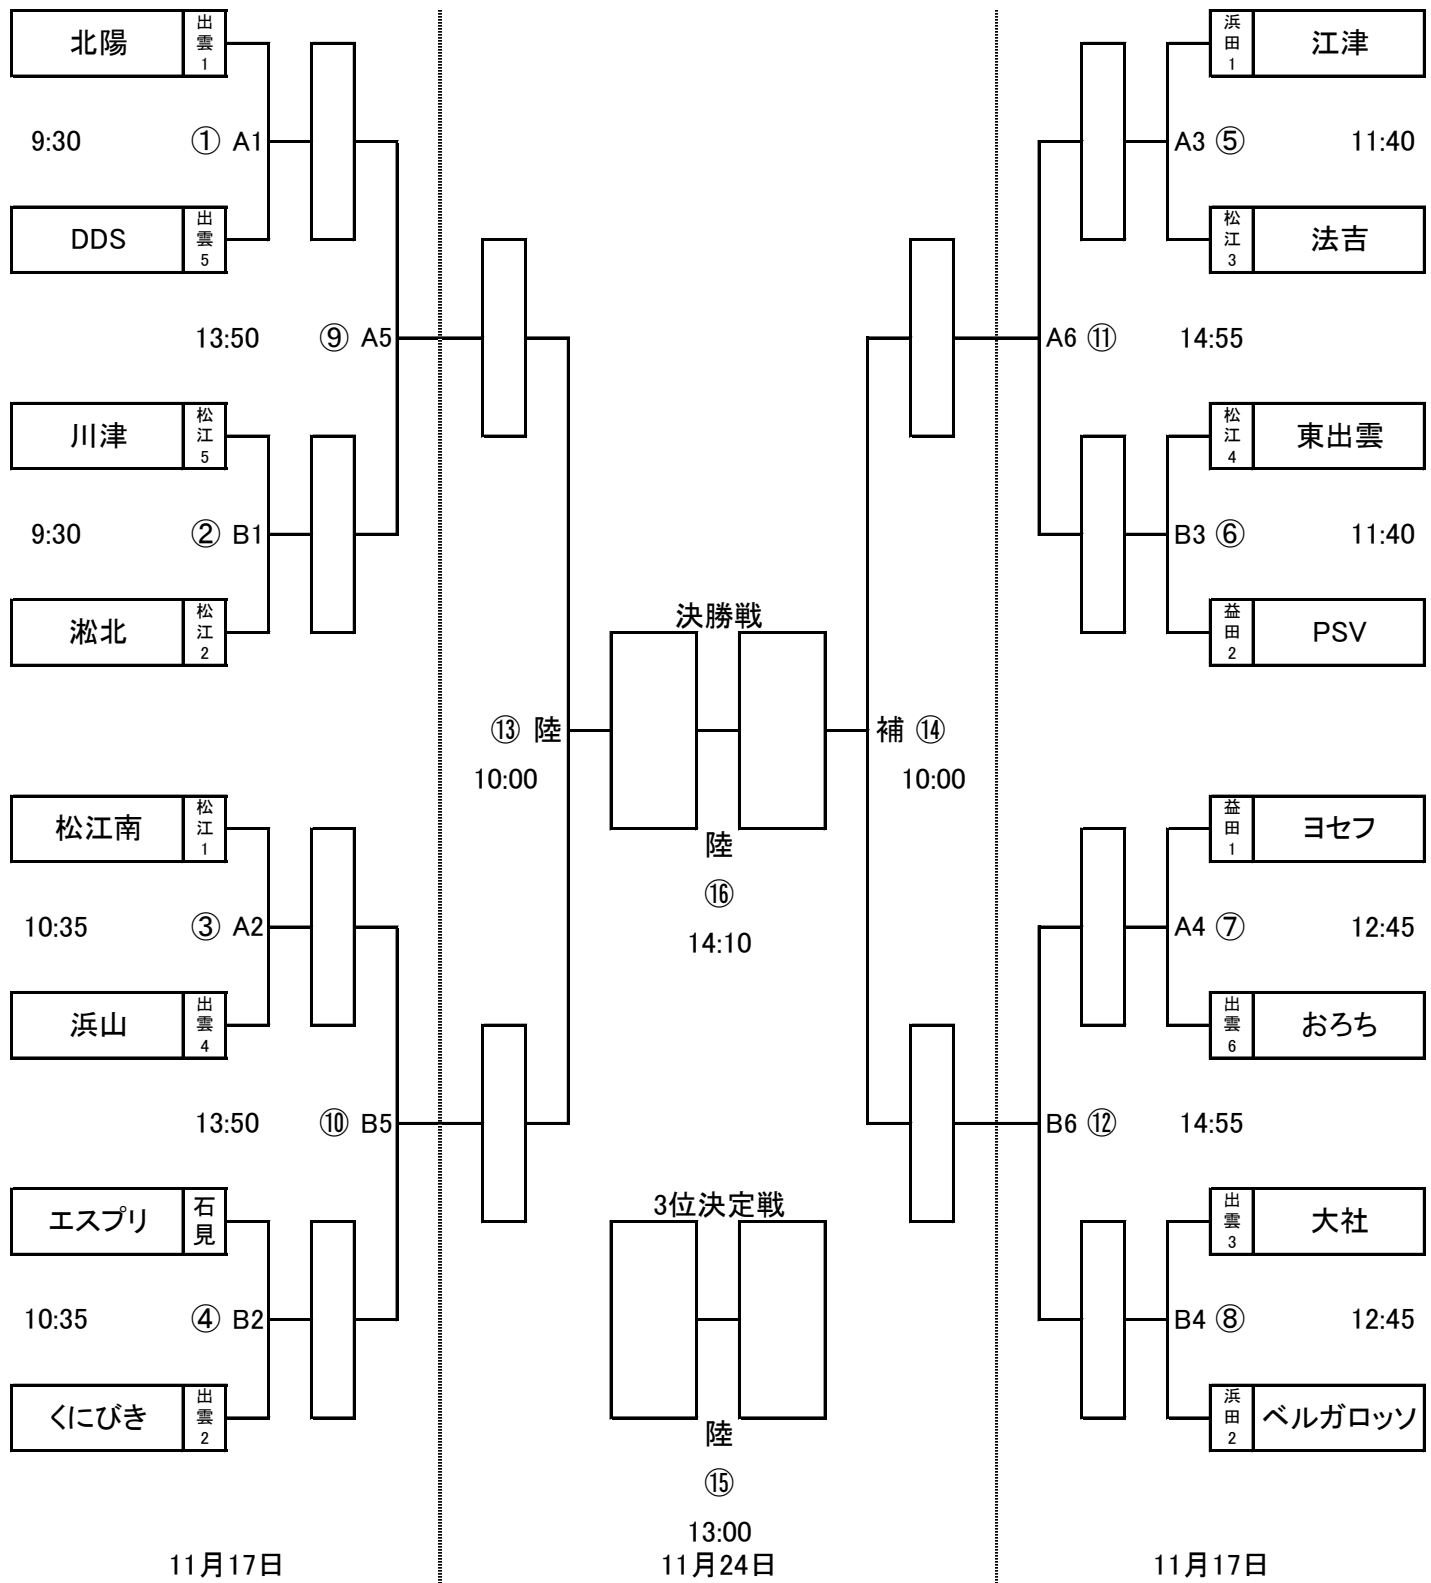 北陽 出雲1
9:30 ① A1
DDS 出雲5
13:50 ⑨ A5
川津 松江5
9:30 ② B1
淞北 松江2
松江南 松江1
10:35 ③ A2
浜山 出雲4
13:50 ⑩ B5
エスプリ 石見
10:35 ④ B2
くにびき 出雲2
11月17日
⑬ 陸
10:00
決勝戦
陸
⑯
14:10
3位決定戦
陸
⑮
13:00
11月24日
補 ⑭
10:00
浜田1 江津
A3 ⑤ 11:40
松江3 法吉
A6 ⑪ 14:55
松江4 東出雲
B3 ⑥ 11:40
益田2 PSV
益田1 ヨセフ
A4 ⑦ 12:45
出雲6 おろち
B6 ⑫ 14:55
出雲3 大社
B4 ⑧ 12:45
浜田2 ベルガロッソ
11月17日